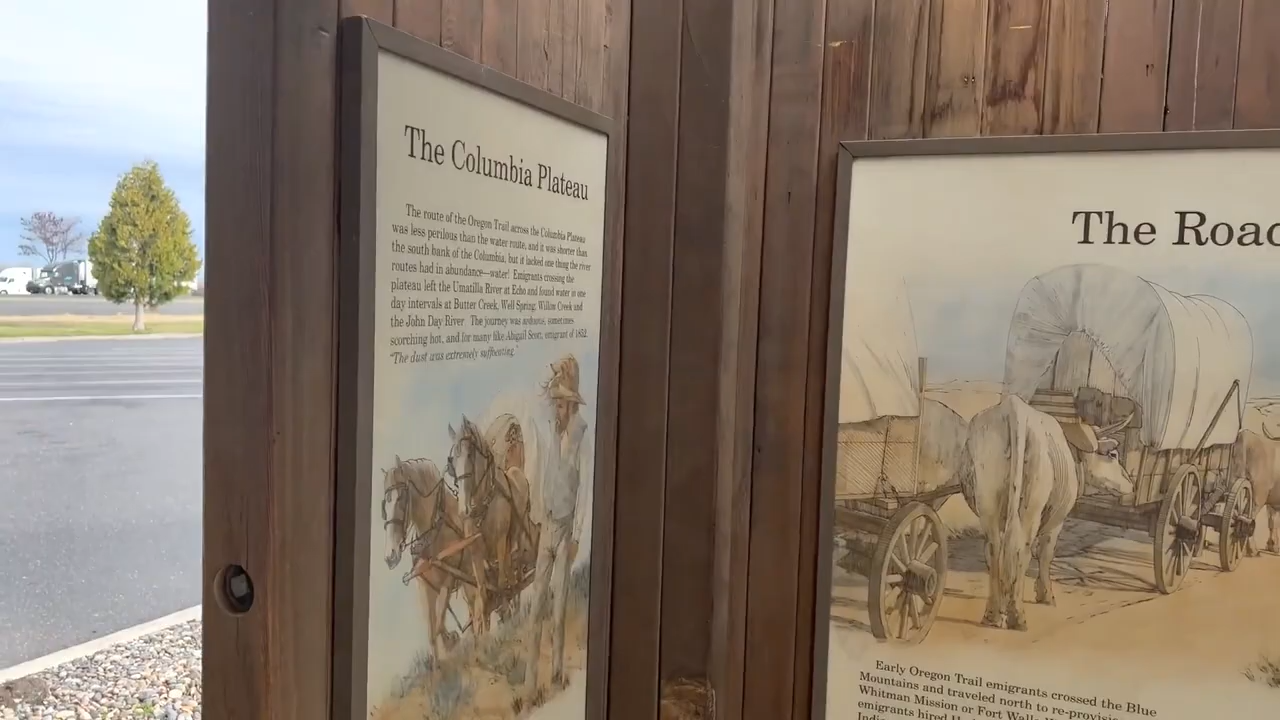 The Columbia Plateau
The route of the Oregon Trail across the Columbia Plateau
was less perilous than the water route, and it was shorter than
the south bank of the Columbia, but it lacked one thing the river
routes had in abundance—water! Emigrants crossing the
plateau left the Umatilla River at Echo and found water in one
day intervals at Butter Creek, Well Spring, Willow Creek and
the John Day River. The journey was arduous, sometimes
scorching hot, and for many like Abigail Scott, emigrant of 1852,
"The dust was extremely suffocating."
The Road
Early Oregon Trail emigrants crossed the Blue
Mountains and traveled north to re-provision
Whitman Mission or Fort Walla
emigrants hired